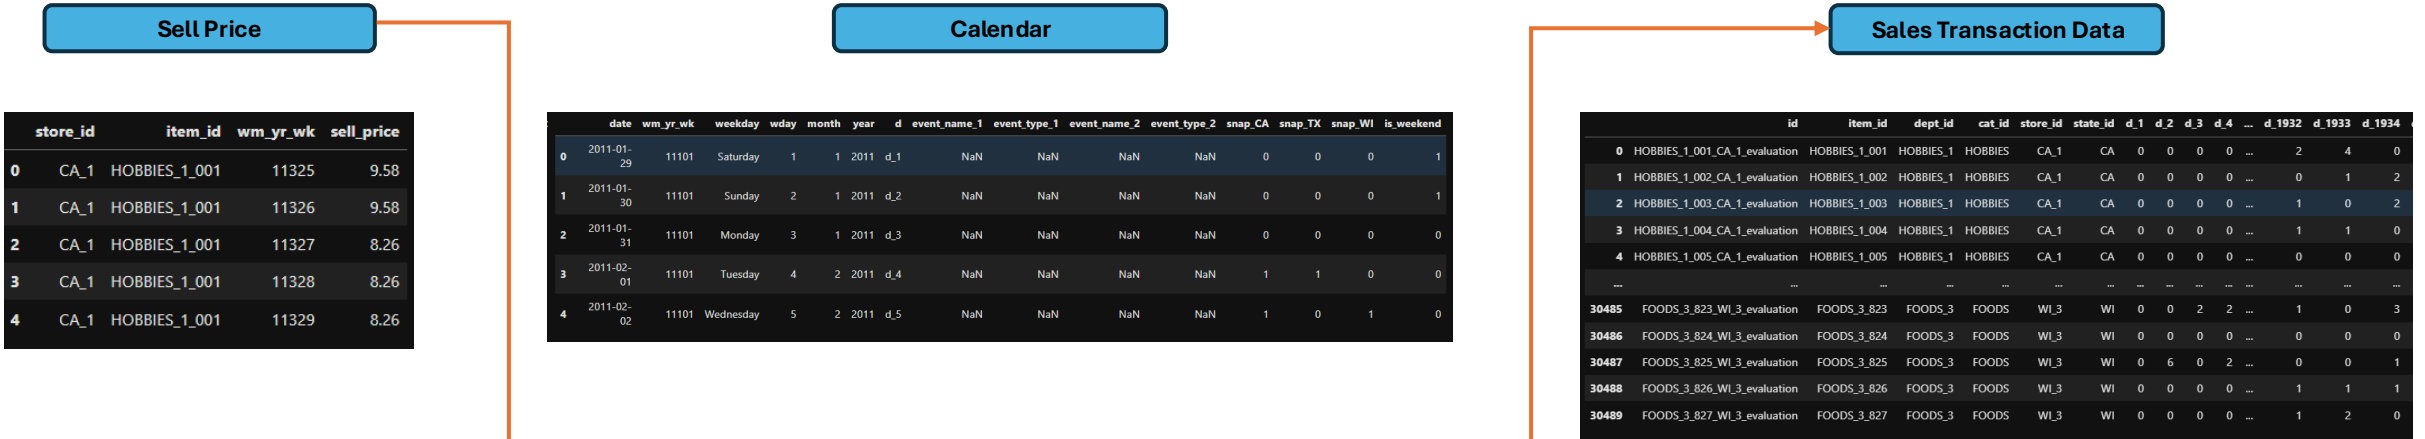 Sell Price
Calendar
Sales Transaction Data
store_id item_id wm_yr_wk sell_price
0 CA_1 HOBBIES_1_001 11325 9.58
1 CA_1 HOBBIES_1_001 11326 9.58
2 CA_1 HOBBIES_1_001 11327 8.26
3 CA_1 HOBBIES_1_001 11328 8.26
4 CA_1 HOBBIES_1_001 11329 8.26
date wm_yr_wk weekday wday month year d event_name_1 event_type_1 event_name_2 event_type_2 snap_CA snap_TX snap_WI is_weekend
0 2011-01-29 11101 Saturday 1 1 2011 d_1 NaN NaN NaN NaN 0 0 0 1
1 2011-01-30 11101 Sunday 2 1 2011 d_2 NaN NaN NaN NaN 0 0 0 1
2 2011-01-31 11101 Monday 3 1 2011 d_3 NaN NaN NaN NaN 0 0 0 0
3 2011-02-01 11101 Tuesday 4 2 2011 d_4 NaN NaN NaN NaN 1 1 0 0
4 2011-02-02 11101 Wednesday 5 2 2011 d_5 NaN NaN NaN NaN 1 0 1 0
id item_id dept_id cat_id store_id state_id d_1 d_2 d_3 d_4 ... d_1932 d_1933 d_1934
0 HOBBIES_1_001_CA_1_evaluation HOBBIES_1_001 HOBBIES_1 HOBBIES CA_1 CA 0 0 0 0 ... 2 4 0
1 HOBBIES_1_002_CA_1_evaluation HOBBIES_1_002 HOBBIES_1 HOBBIES CA_1 CA 0 0 0 0 ... 0 1 2
2 HOBBIES_1_003_CA_1_evaluation HOBBIES_1_003 HOBBIES_1 HOBBIES CA_1 CA 0 0 0 0 ... 1 0 2
3 HOBBIES_1_004_CA_1_evaluation HOBBIES_1_004 HOBBIES_1 HOBBIES CA_1 CA 0 0 0 0 ... 1 1 0
4 HOBBIES_1_005_CA_1_evaluation HOBBIES_1_005 HOBBIES_1 HOBBIES CA_1 CA 0 0 0 0 ... 0 0 0
... ... ... ... ... ... ... ... ... ... ... ... ... ... ...
30485 FOODS_3_823_WI_3_evaluation FOODS_3_823 FOODS_3 FOODS WI_3 WI 0 0 2 2 ... 1 0 3
30486 FOODS_3_824_WI_3_evaluation FOODS_3_824 FOODS_3 FOODS WI_3 WI 0 0 0 0 ... 0 0 0
30487 FOODS_3_825_WI_3_evaluation FOODS_3_825 FOODS_3 FOODS WI_3 WI 0 6 0 2 ... 0 0 1
30488 FOODS_3_826_WI_3_evaluation FOODS_3_826 FOODS_3 FOODS WI_3 WI 0 0 0 0 ... 1 1 1
30489 FOODS_3_827_WI_3_evaluation FOODS_3_827 FOODS_3 FOODS WI_3 WI 0 0 0 0 ... 1 2 0